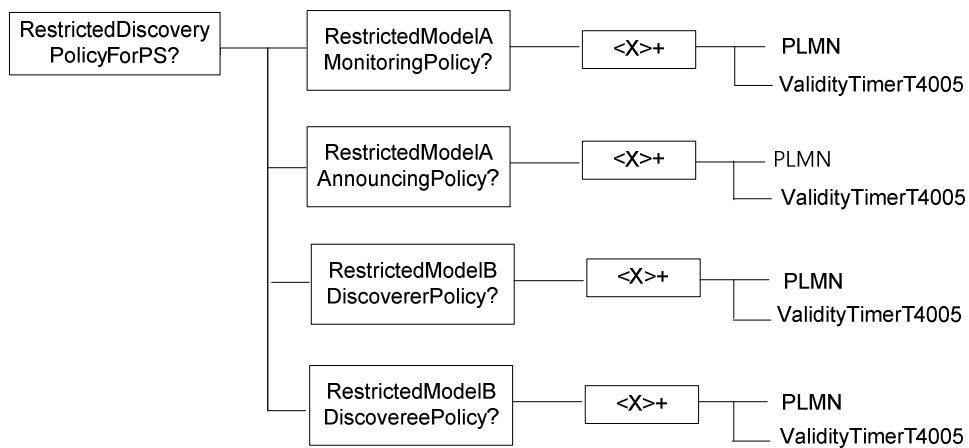 RestrictedDiscovery
PolicyForPS?
RestrictedModelA
MonitoringPolicy?
<X>+
PLMN
ValidityTimerT4005
RestrictedModelA
AnnouncingPolicy?
<X>+
PLMN
ValidityTimerT4005
RestrictedModelB
DiscovererPolicy?
<X>+
PLMN
ValidityTimerT4005
RestrictedModelB
DiscovereePolicy?
<X>+
PLMN
ValidityTimerT4005